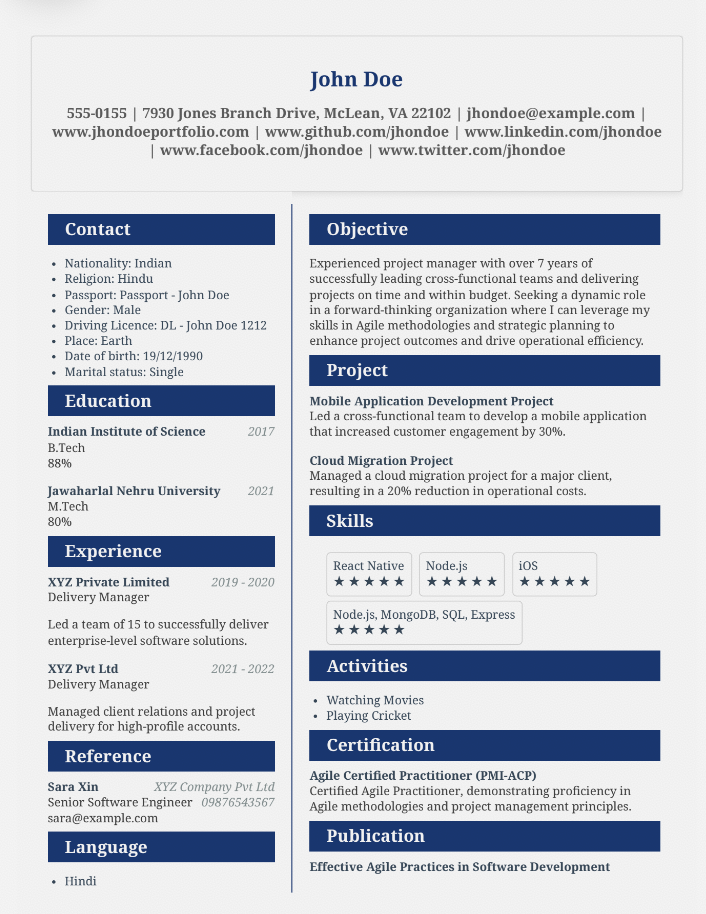 John Doe
555-0155 | 7930 Jones Branch Drive, McLean, VA 22102 | jhondoe@example.com |
www.jhondoeportfolio.com | www.github.com/jhondoe | www.linkedin.com/jhondoe
| www.facebook.com/jhondoe | www.twitter.com/jhondoe
Contact
• Nationality: Indian
• Religion: Hindu
• Passport: Passport - John Doe
• Gender: Male
• Driving Licence: DL - John Doe 1212
• Place: Earth
• Date of birth: 19/12/1990
• Marital status: Single
Education
Indian Institute of Science 2017
B.Tech
88%
Jawaharlal Nehru University 2021
M.Tech
80%
Experience
XYZ Private Limited 2019 - 2020
Delivery Manager
Led a team of 15 to successfully deliver
enterprise-level software solutions.
XYZ Pvt Ltd 2021 - 2022
Delivery Manager
Managed client relations and project
delivery for high-profile accounts.
Reference
Sara Xin XYZ Company Pvt Ltd
Senior Software Engineer 09876543567
sara@example.com
Language
• Hindi
Objective
Experienced project manager with over 7 years of
successfully leading cross-functional teams and delivering
projects on time and within budget. Seeking a dynamic role
in a forward-thinking organization where I can leverage my
skills in Agile methodologies and strategic planning to
enhance project outcomes and drive operational efficiency.
Project
Mobile Application Development Project
Led a cross-functional team to develop a mobile application
that increased customer engagement by 30%.
Cloud Migration Project
Managed a cloud migration project for a major client,
resulting in a 20% reduction in operational costs.
Skills
React Native Node.js iOS
★★★★★ ★★★★★ ★★★★★
Node.js, MongoDB, SQL, Express
★★★★★
Activities
• Watching Movies
• Playing Cricket
Certification
Agile Certified Practitioner (PMI-ACP)
Certified Agile Practitioner, demonstrating proficiency in
Agile methodologies and project management principles.
Publication
Effective Agile Practices in Software Development